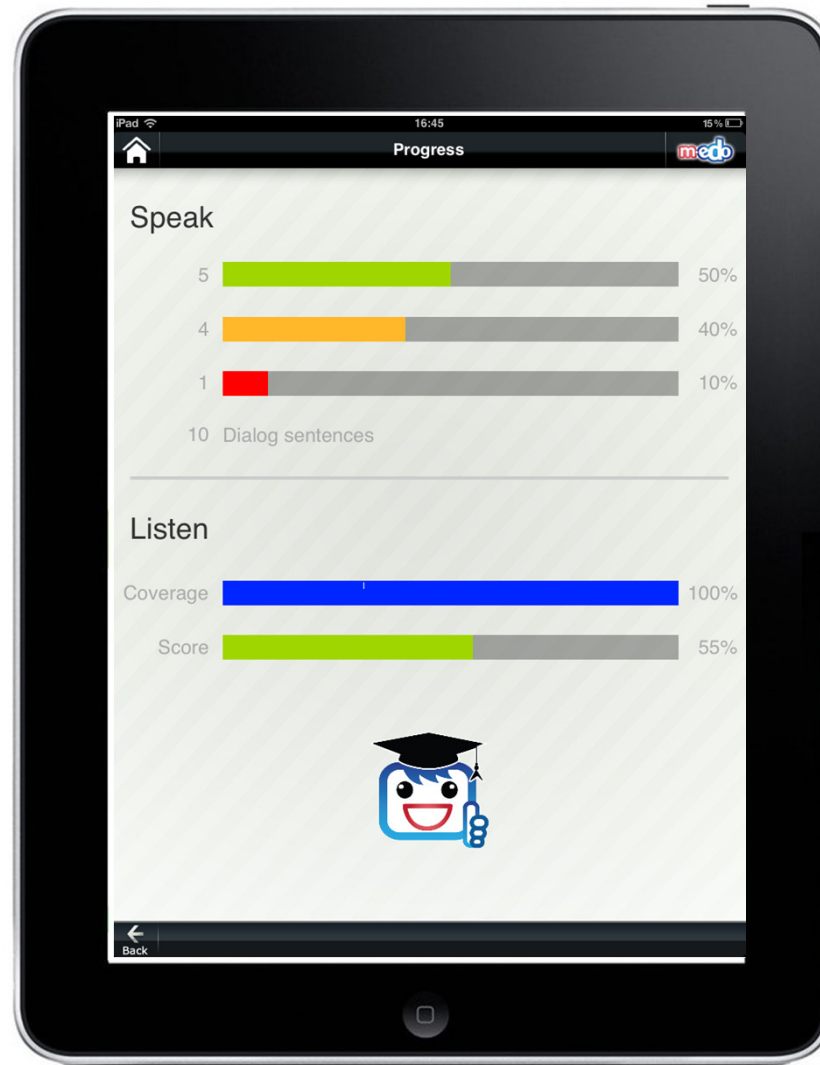 iPad 16:45 15%
Progress medo
Speak
5 50%
4 40%
1 10%
10 Dialog sentences
Listen
Coverage 100%
Score 55%
Back